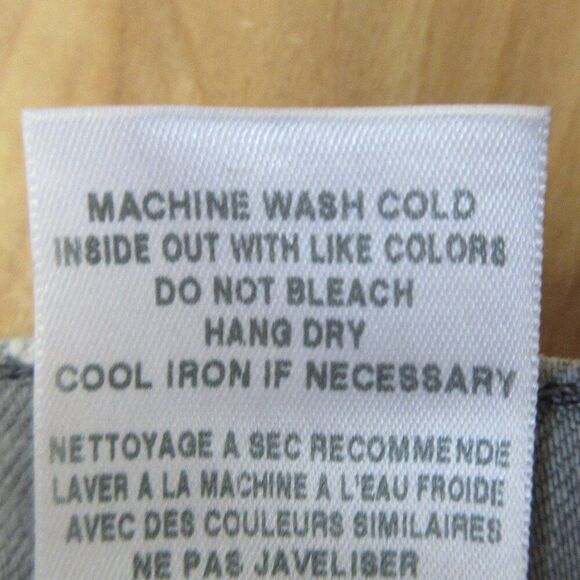 MACHINE WASH COLD
INSIDE OUT WITH LIKE COLORS
DO NOT BLEACH
HANG DRY
COOL IRON IF NECESSARY
NETTOYAGE A SEC RECOMMENDE
LAVER A LA MACHINE A L'EAU FROIDE
AVEC DES COULEURS SIMILAIRES
NE PAS JAVELISER